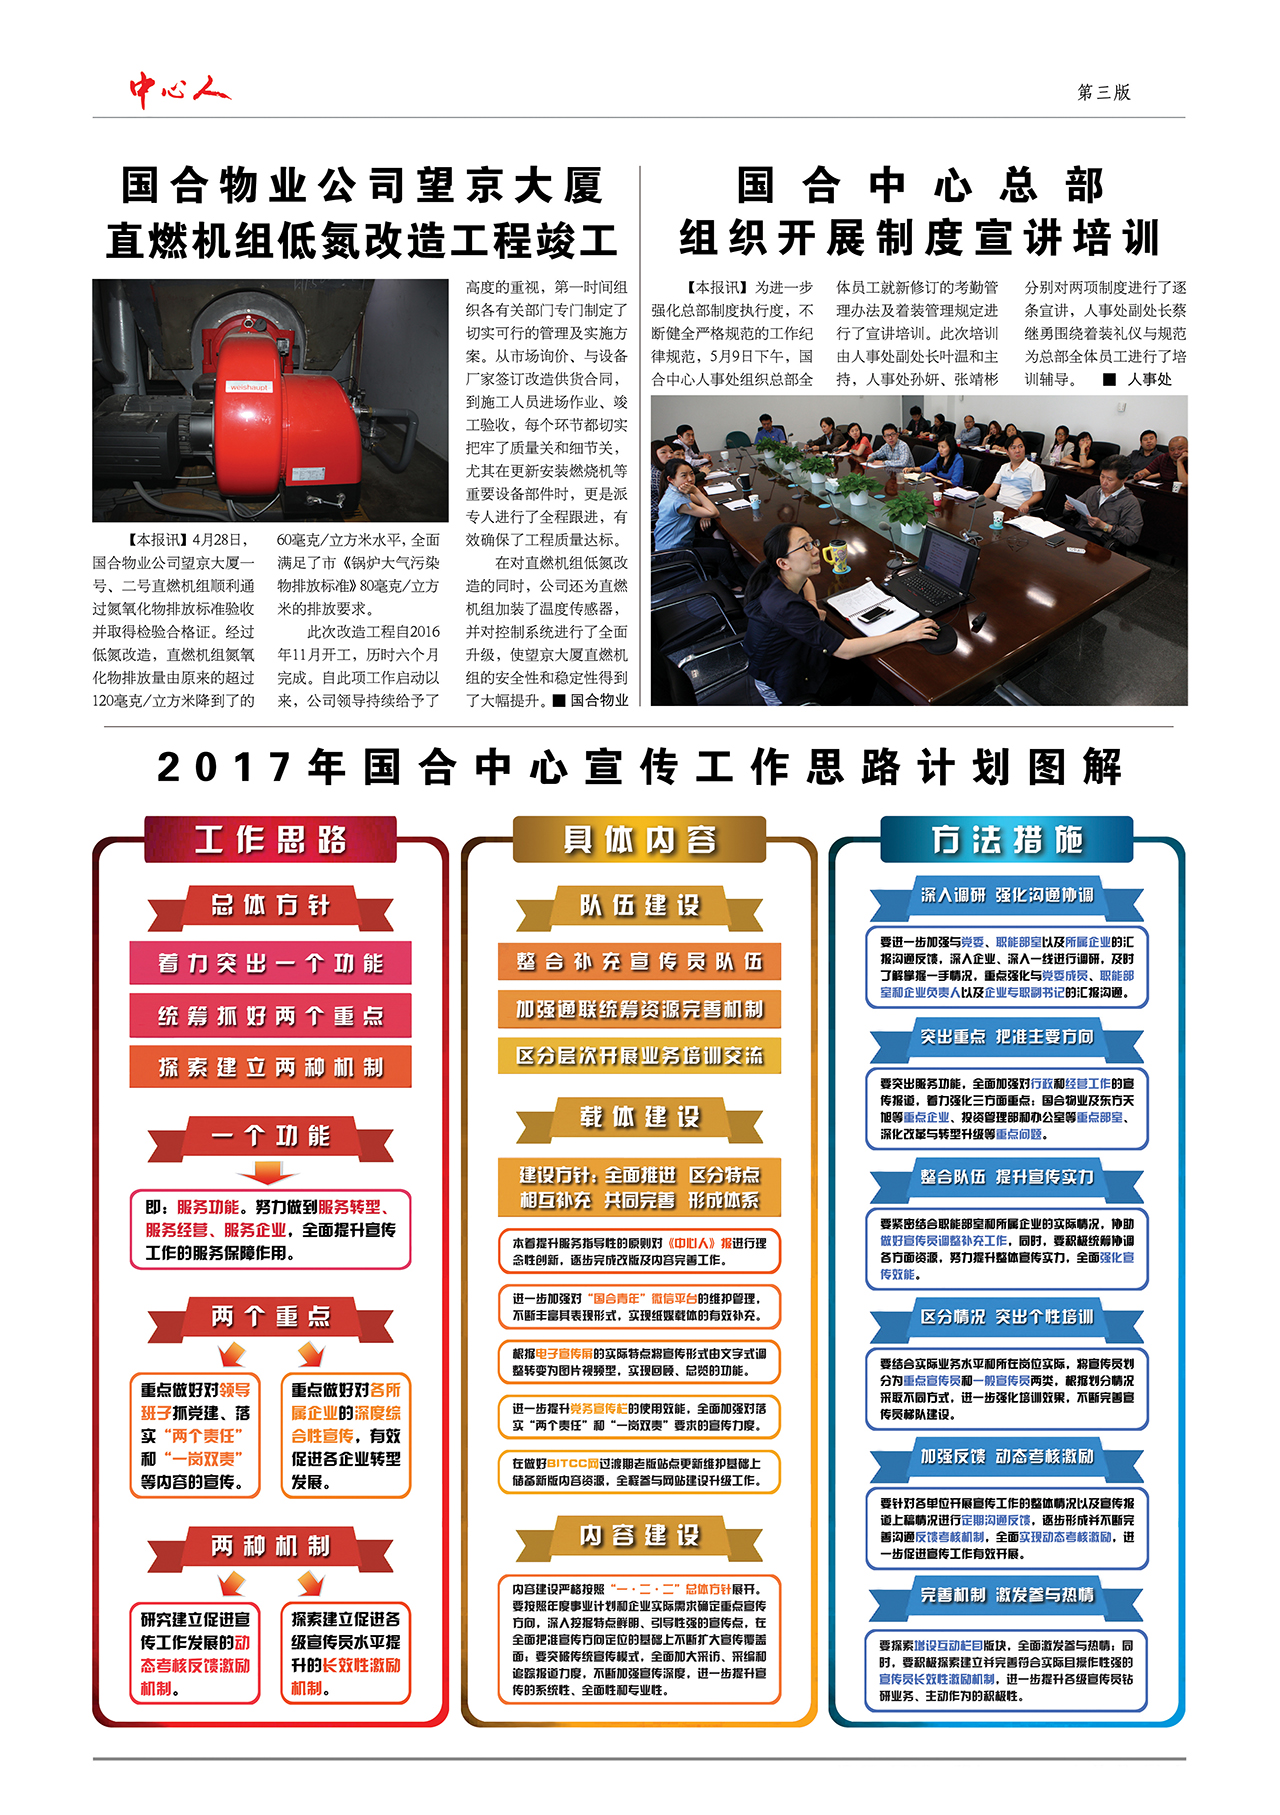 中心人
第三版
国合物业公司望京大厦
直燃机组低氮改造工程竣工
weishaupt
【本报讯】4月28日，
国合物业公司望京大厦一
号、二号直燃机组顺利通
过氮氧化物排放标准验收
并取得检验合格证。经过
低氮改造，直燃机组氮氧
化物排放量由原来的超过
120毫克/立方米降到了的
60毫克/立方米水平，全面
满足了市《锅炉大气污染
物排放标准》80毫克/立方
米的排放要求。
此次改造工程自2016
年11月开工，历时六个月
完成。自此项工作启动以
来，公司领导持续给予了
高度的重视，第一时间组
织各有关部门专门制定了
切实可行的管理及实施方
案。从市场询价、与设备
厂家签订改造供货合同，
到施工人员进场作业、竣
工验收，每个环节都切实
把牢了质量关和细节关，
尤其在更新安装燃烧机等
重要设备部件时，更是派
专人进行了全程跟进，有
效确保了工程质量达标。
在对直燃机组低氮改
造的同时，公司还为直燃
机组加装了温度传感器，
并对控制系统进行了全面
升级，使望京大厦直燃机
组的安全性和稳定性得到
了大幅提升。■ 国合物业
国合中心总部
组织开展制度宣讲培训
【本报讯】为进一步
强化总部制度执行度，不
断健全严格规范的工作纪
律规范，5月9日下午，国
合中心人事处组织总部全
体员工就新修订的考勤管
理办法及着装管理规定进
行了宣讲培训。此次培训
由人事处副处长叶温和主
持，人事处孙妍、张靖彬
分别对两项制度进行了逐
条宣讲，人事处副处长蔡
继勇围绕着装礼仪与规范
为总部全体员工进行了培
训辅导。 ■ 人事处
2017年国合中心宣传工作思路计划图解
工作思路
总体方针
着力突出一个功能
统筹抓好两个重点
探索建立两种机制
一个功能
即：服务功能。努力做到服务转型、
服务经营、服务企业，全面提升宣传
工作的服务保障作用。
两个重点
重点做好对领导
班子抓党建、落
实“两个责任”
和“一岗双责”
等内容的宣传。
重点做好对各所
属企业的深度综
合性宣传，有效
促进各企业转型
发展。
两种机制
研究建立促进宣
传工作发展的动
态考核反馈激励
机制。
探索建立促进各
级宣传员水平提
升的长效性激励
机制。
具体内容
队伍建设
整合补充宣传员队伍
加强通联统筹资源完善机制
区分层次开展业务培训交流
载体建设
建设方针：全面推进 区分特点
相互补充 共同完善 形成体系
本着提升服务指导性的原则对《中心人》报进行理
念性创新，逐步完成改版及内容完善工作。
进一步加强对“国合青年”微信平台的维护管理，
不断丰富其表现形式，实现纸媒载体的有效补充。
根据电子宣传屏的实际特点将宣传形式由文字式调
整转变为图片视频型，实现回顾、总览的功能。
进一步提升党务宣传栏的使用效能，全面加强对落
实“两个责任”和“一岗双责”要求的宣传力度。
在做好BITCC网过渡期老版站点更新维护基础上
储备新版内容资源，全程参与网站建设升级工作。
内容建设
内容建设严格按照“一·二·二”总体方针展开。
要按照年度事业计划和企业实际需求确定重点宣传
方向，深入挖掘特点鲜明、引导性强的宣传点，在
全面把准宣传方向定位的基础上不断扩大宣传覆盖
面；要突破传统宣传模式，全面加大采访、采编和
追踪报道力度，不断加强宣传深度，进一步提升宣
传的系统性、全面性和专业性。
方法措施
深入调研 强化沟通协调
要进一步加强与党委、职能部室以及所属企业的汇
报沟通反馈，深入企业、深入一线进行调研，及时
了解掌握一手情况，重点强化与党委成员、职能部
室和企业负责人以及企业专职副书记的汇报沟通。
突出重点 把准主要方向
要突出服务功能，全面加强对行政和经营工作的宣
传报道，着力强化三方面重点：国合物业及东方天
旭等重点企业、投资管理部和办公室等重点部室、
深化改革与转型升级等重点问题。
整合队伍 提升宣传实力
要紧密结合职能部室和所属企业的实际情况，协助
做好宣传员调整补充工作，同时，要积极统筹协调
各方面资源，努力提升整体宣传实力，全面强化宣
传效能。
区分情况 突出个性培训
要结合实际业务水平和所在岗位实际，将宣传员划
分为重点宣传员和一般宣传员两类，根据划分情况
采取不同方式，进一步强化培训效果，不断完善宣
传员梯队建设。
加强反馈 动态考核激励
要针对各单位开展宣传工作的整体情况以及宣传报
道上稿情况进行定期沟通反馈，逐步形成并不断完
善沟通反馈考核机制，全面实现动态考核激励，进
一步促进宣传工作有效开展。
完善机制 激发参与热情
要探索增设互动栏目版块，全面激发参与热情；同
时，要积极探索建立并完善符合实际且操作性强的
宣传员长效性激励机制，进一步提升各级宣传员钻
研业务、主动作为的积极性。